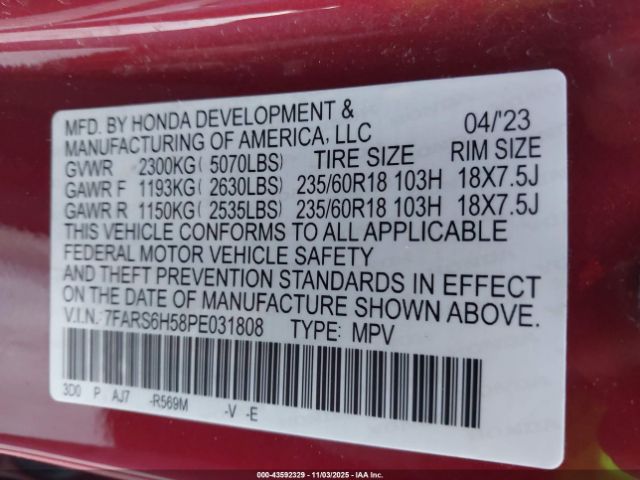 MFD. BY HONDA DEVELOPMENT & 04/'23
MANUFACTURING OF AMERICA, LLC
GVWR 2300KG( 5070LBS) TIRE SIZE RIM SIZE
GAWR F 1193KG( 2630LBS) 235/60R18 103H 18X7.5J
GAWR R 1150KG( 2535LBS) 235/60R18 103H 18X7.5J
THIS VEHICLE CONFORMS TO ALL APPLICABLE
FEDERAL MOTOR VEHICLE SAFETY
AND THEFT PREVENTION STANDARDS IN EFFECT
ON THE DATE OF MANUFACTURE SHOWN ABOVE.
V.I.N. 7FARS6H58PE031808 TYPE: MPV
3D0 P AJ7 -R569M -V -E
000-43592329 - 11/03/2025 - IAA Corp.